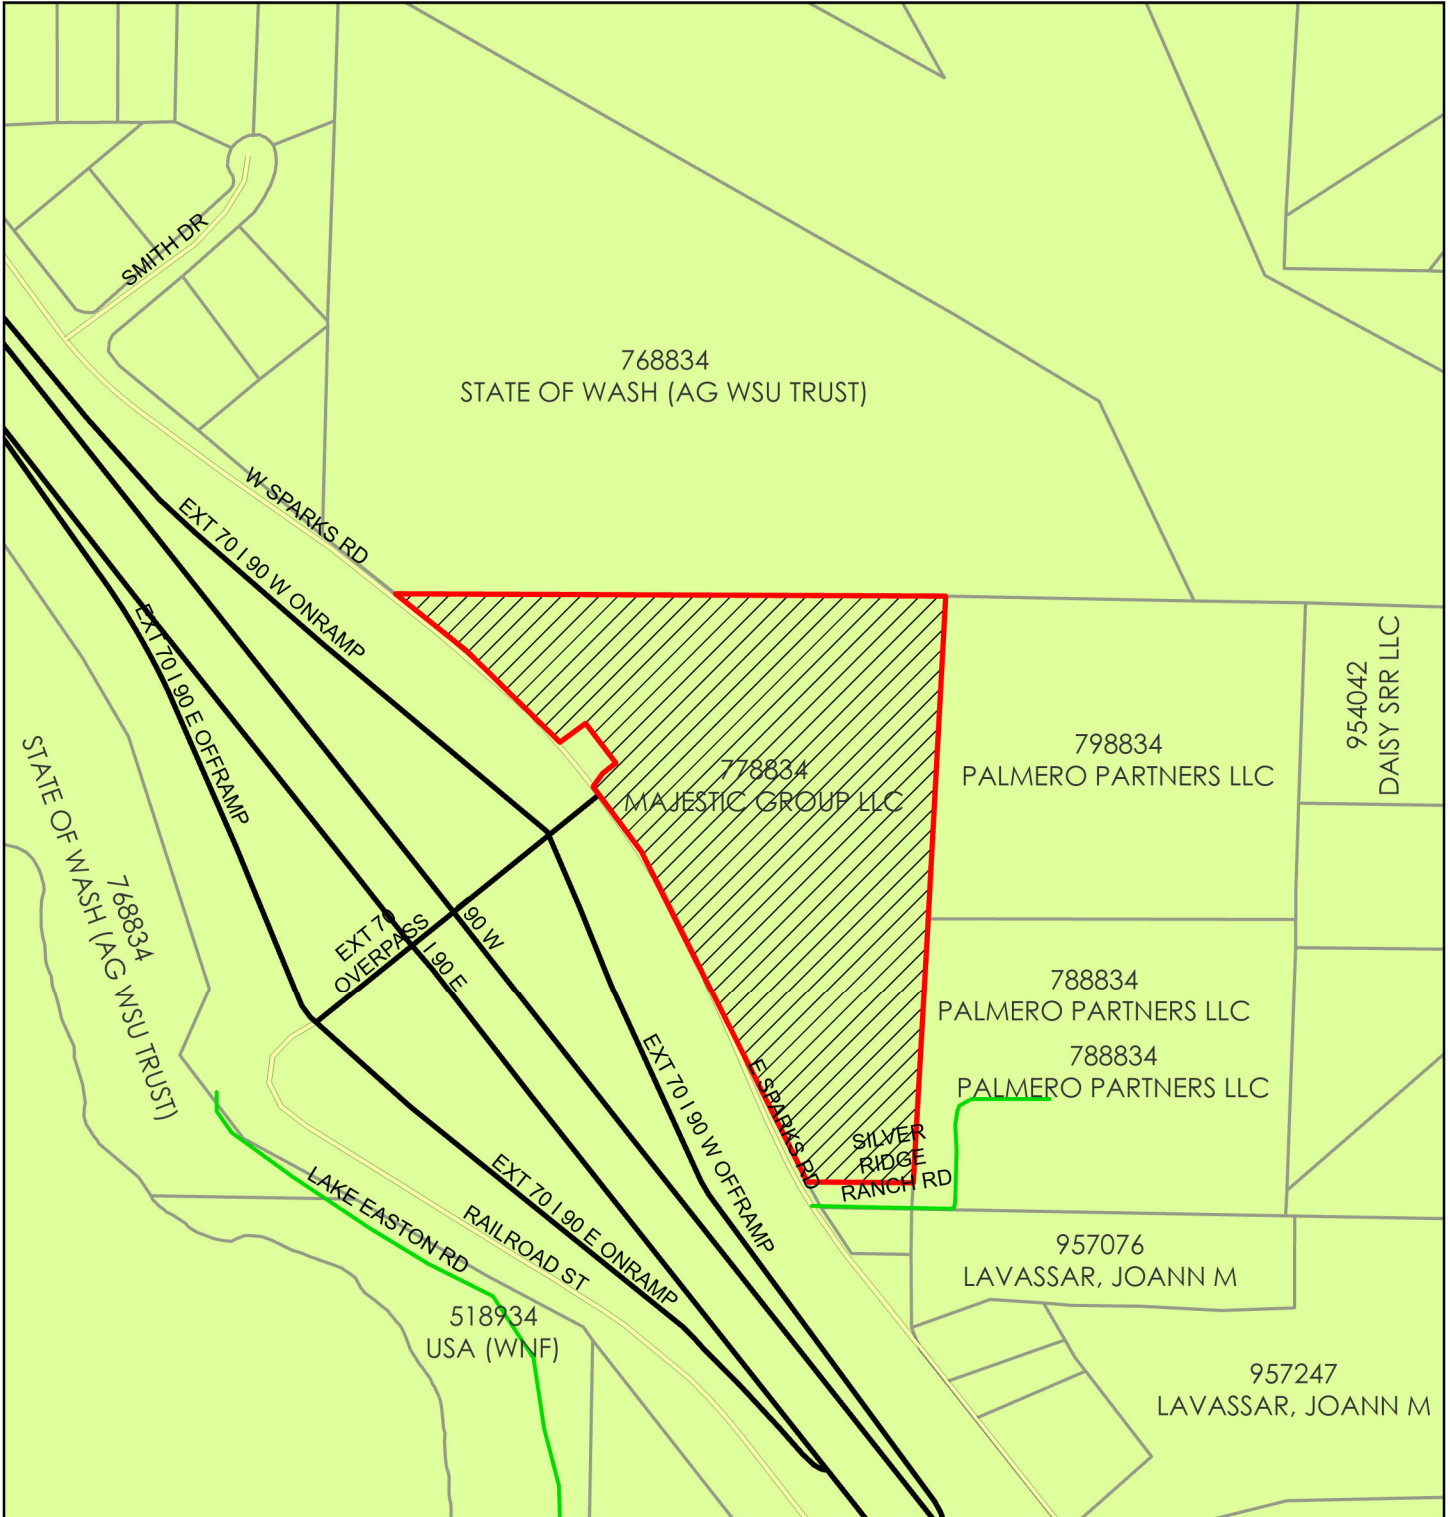 SMITH DR
768834
STATE OF WASH (AG WSU TRUST)
W SPARKS RD
EXT 70 I 90 W ONRAMP
EXT 70 I 90 E OFFRAMP
954042
DAISY SRR LLC
798834
PALMERO PARTNERS LLC
778834
MAJESTIC GROUP LLC
768834
STATE OF WASH (AG WSU TRUST)
EXT 70
OVERPASS
90 W
I 90 E
788834
PALMERO PARTNERS LLC
788834
PALMERO PARTNERS LLC
EXT 70 I 90 W OFFRAMP
E SPARKS RD
SILVER
RIDGE
RANCH RD
LAKE EASTON RD
RAILROAD ST
EXT 70 I 90 E ONRAMP
957076
LAVASSAR, JOANN M
518934
USA (WNF)
957247
LAVASSAR, JOANN M